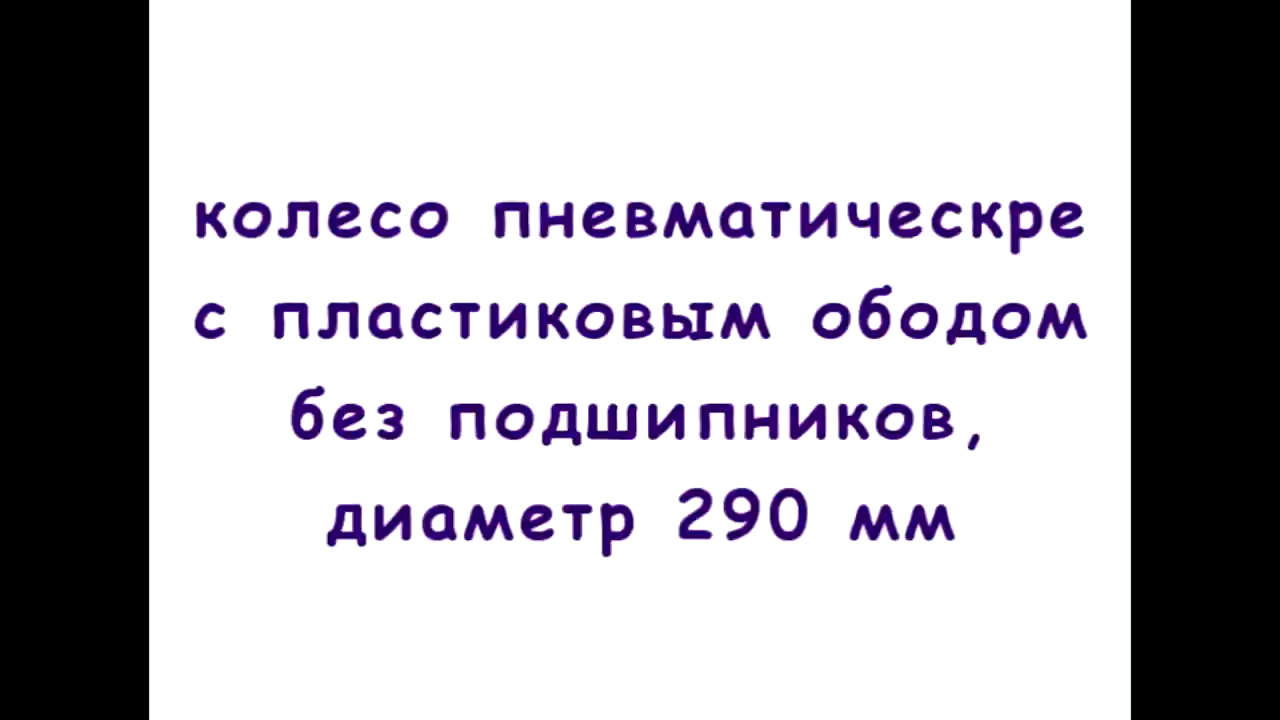 колесо пневматическре
с пластиковым ободом
без подшипников,
диаметр 290 мм